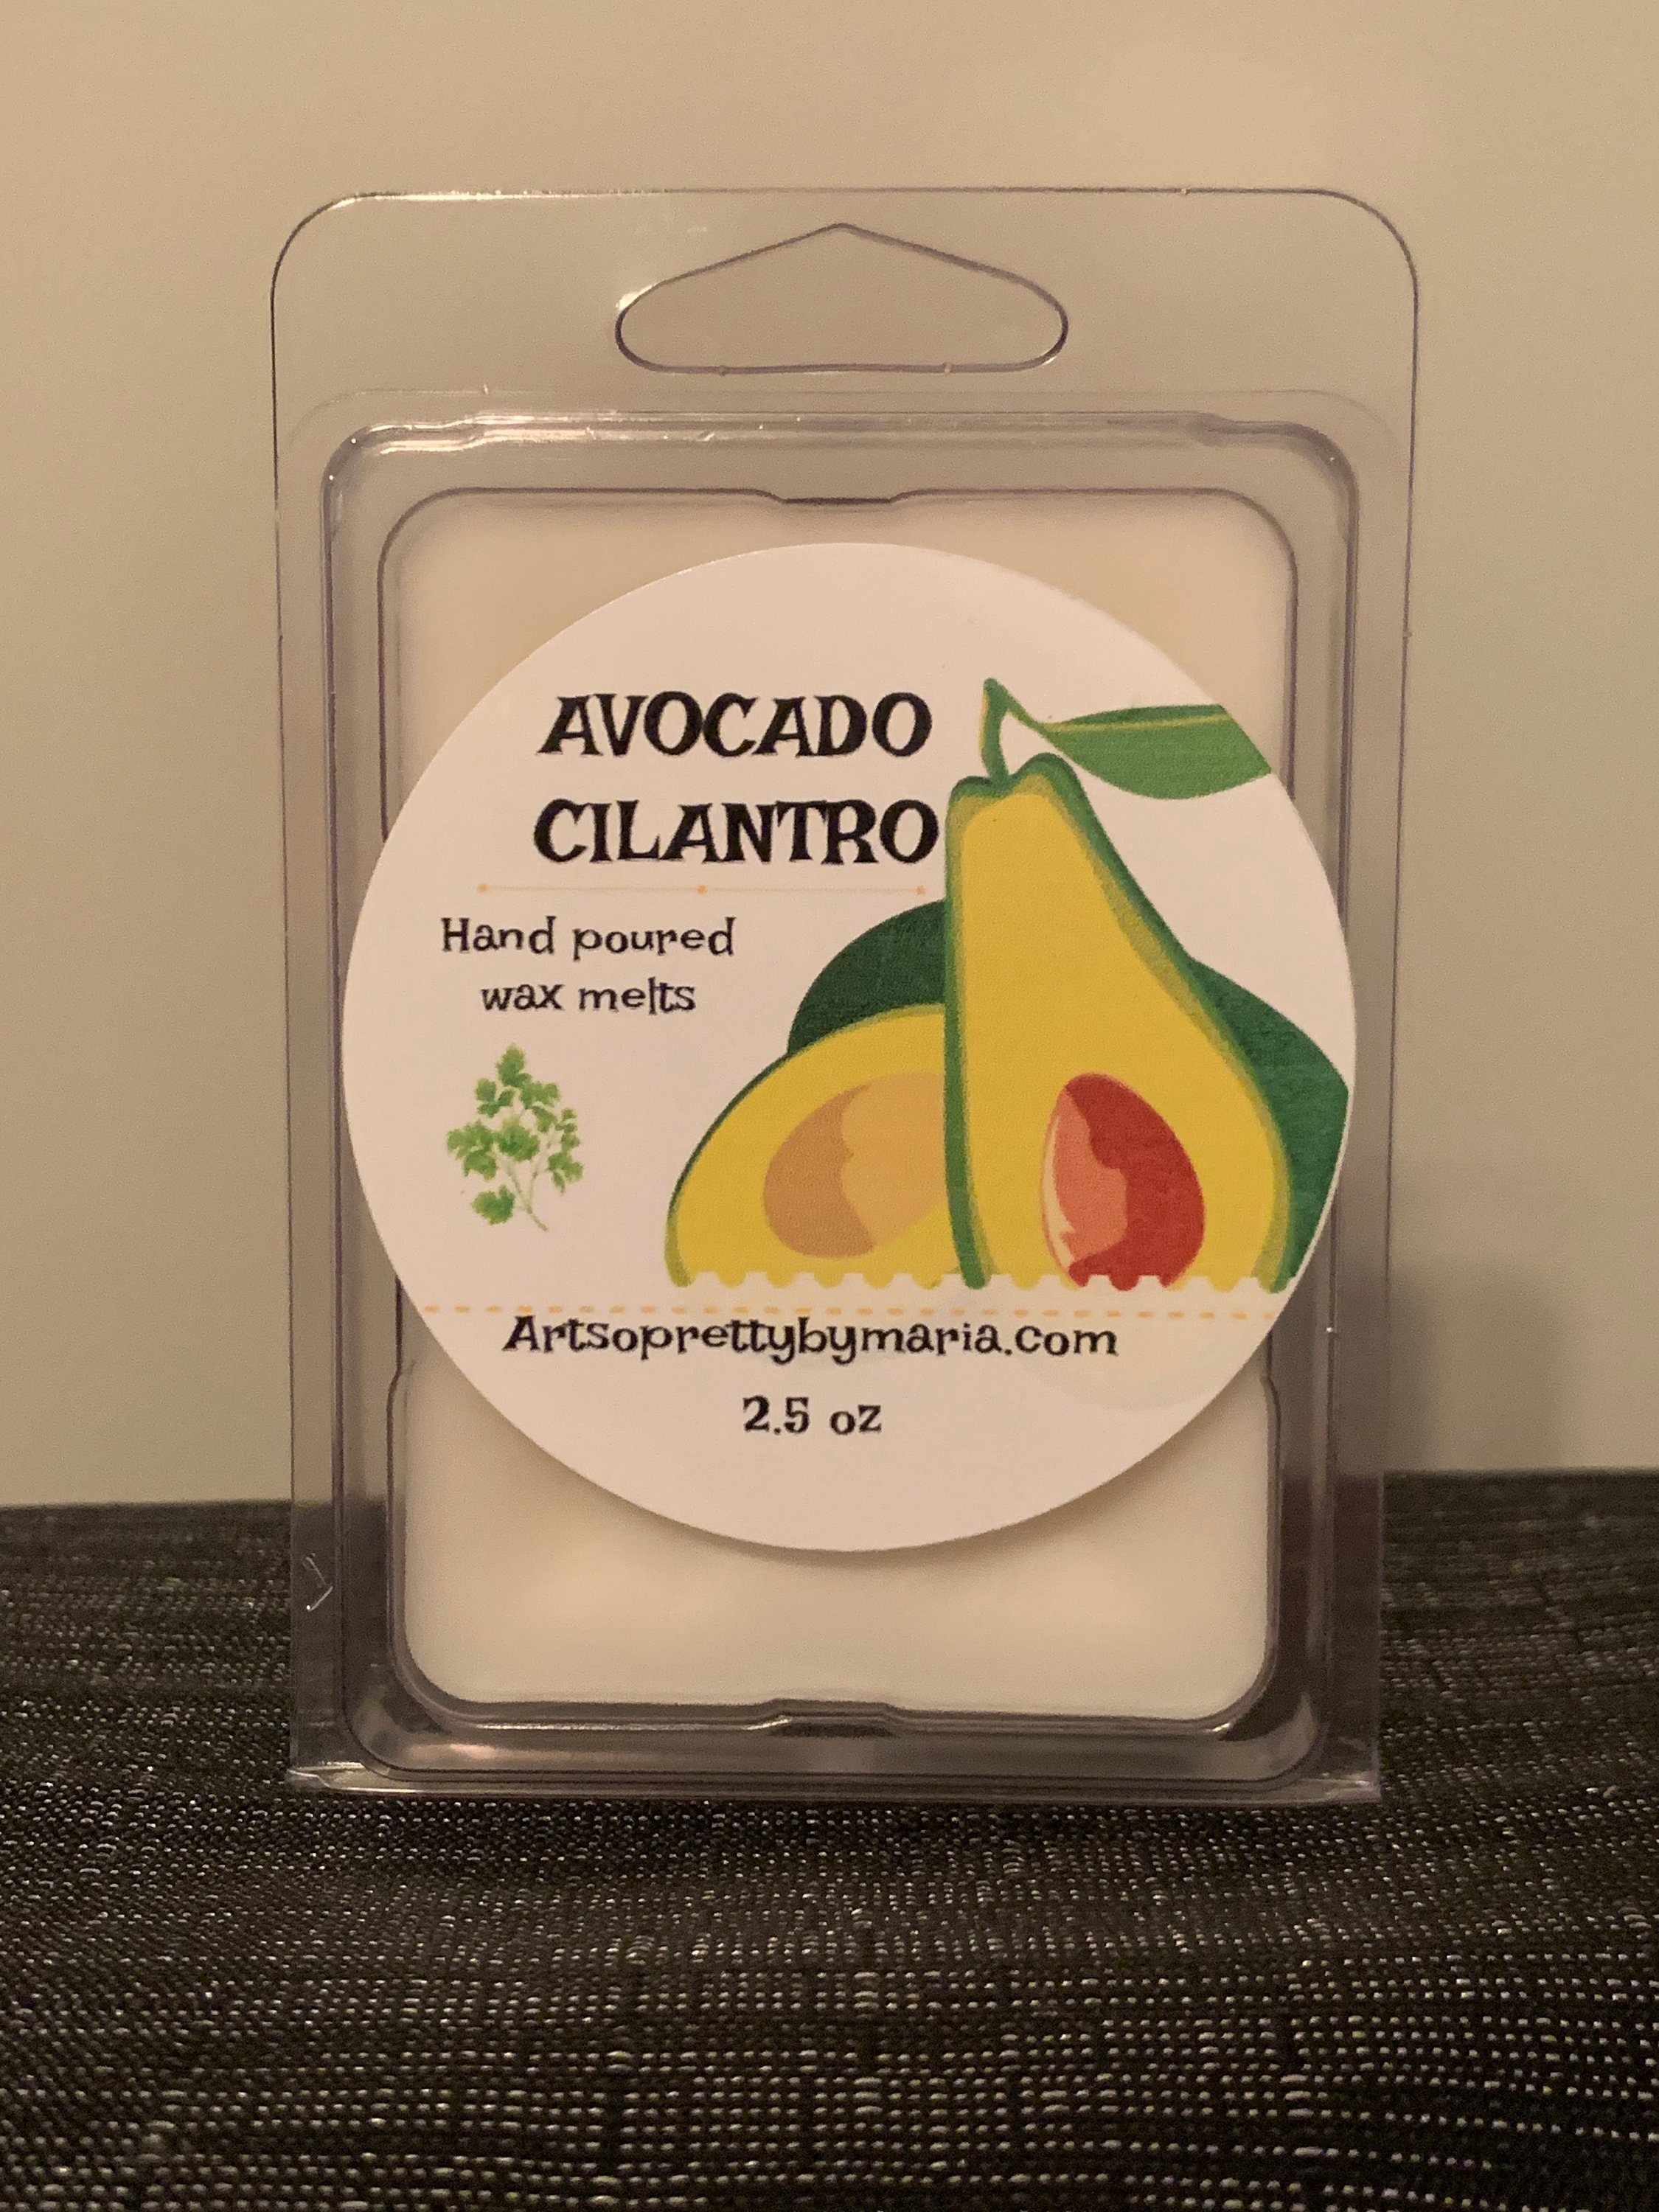 AVOCADO
CILANTRO
Hand poured
wax melts
Artsoprettybymaria.com
2.5 oz